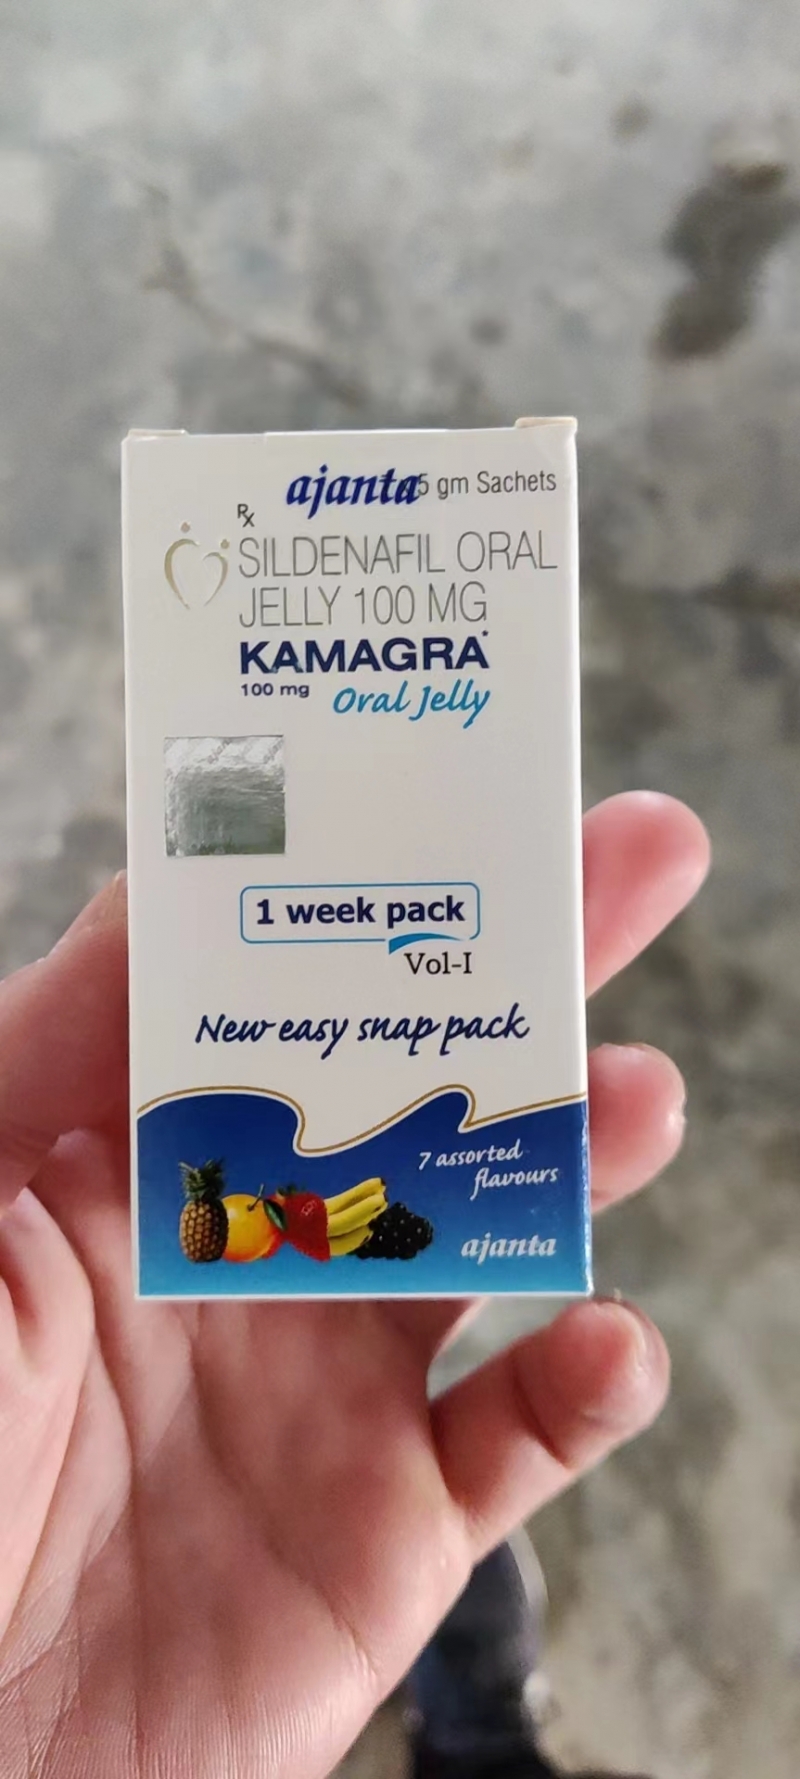 ajanta 5 gm Sachets
Rx
SILDENAFIL ORAL
JELLY 100 MG
KAMAGRA
100 mg Oral Jelly
1 week pack
Vol-I
New easy snap pack
7 assorted
flavours
ajanta